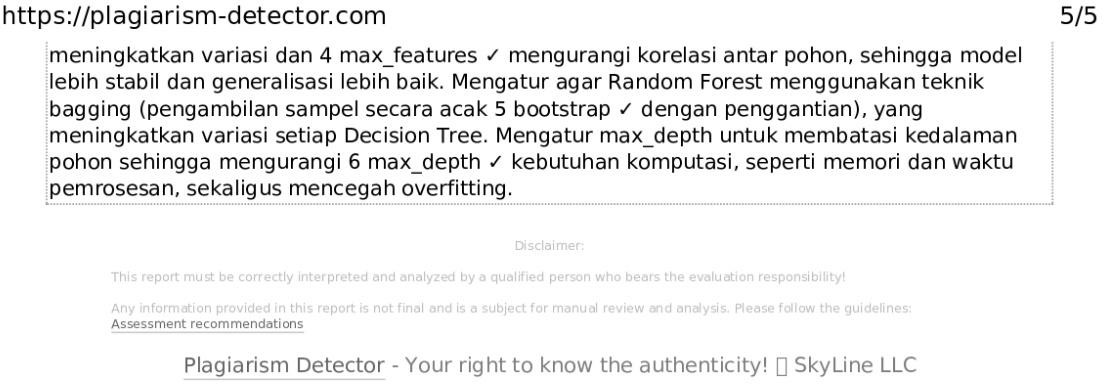 https://plagiarism-detector.com 5/5
meningkatkan variasi dan 4 max_features ✓ mengurangi korelasi antar pohon, sehingga model
lebih stabil dan generalisasi lebih baik. Mengatur agar Random Forest menggunakan teknik
bagging (pengambilan sampel secara acak 5 bootstrap ✓ dengan penggantian), yang
meningkatkan variasi setiap Decision Tree. Mengatur max_depth untuk membatasi kedalaman
pohon sehingga mengurangi 6 max_depth ✓ kebutuhan komputasi, seperti memori dan waktu
pemrosesan, sekaligus mencegah overfitting.
Disclaimer:
This report must be correctly interpreted and analyzed by a qualified person who bears the evaluation responsibility!
Any information provided in this report is not final and is a subject for manual review and analysis. Please follow the guidelines:
Assessment recommendations
Plagiarism Detector - Your right to know the authenticity! ▯ SkyLine LLC